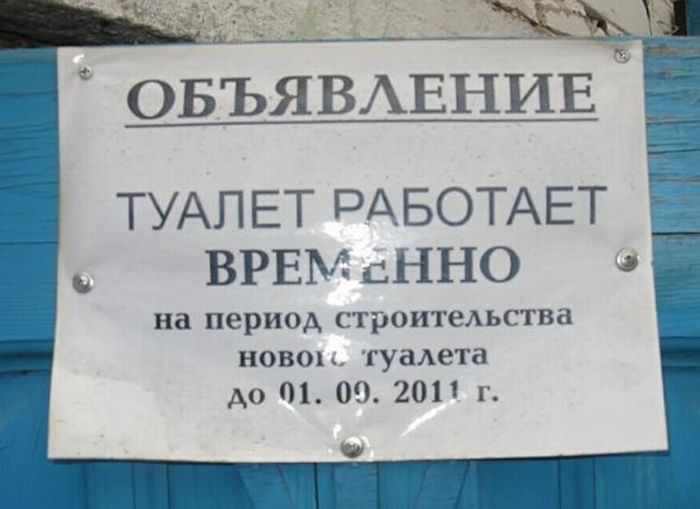 ОБЪЯВЛЕНИЕ
ТУАЛЕТ РАБОТАЕТ
ВРЕМЕННО
на период строительства
нового туалета
до 01. 09. 2011 г.